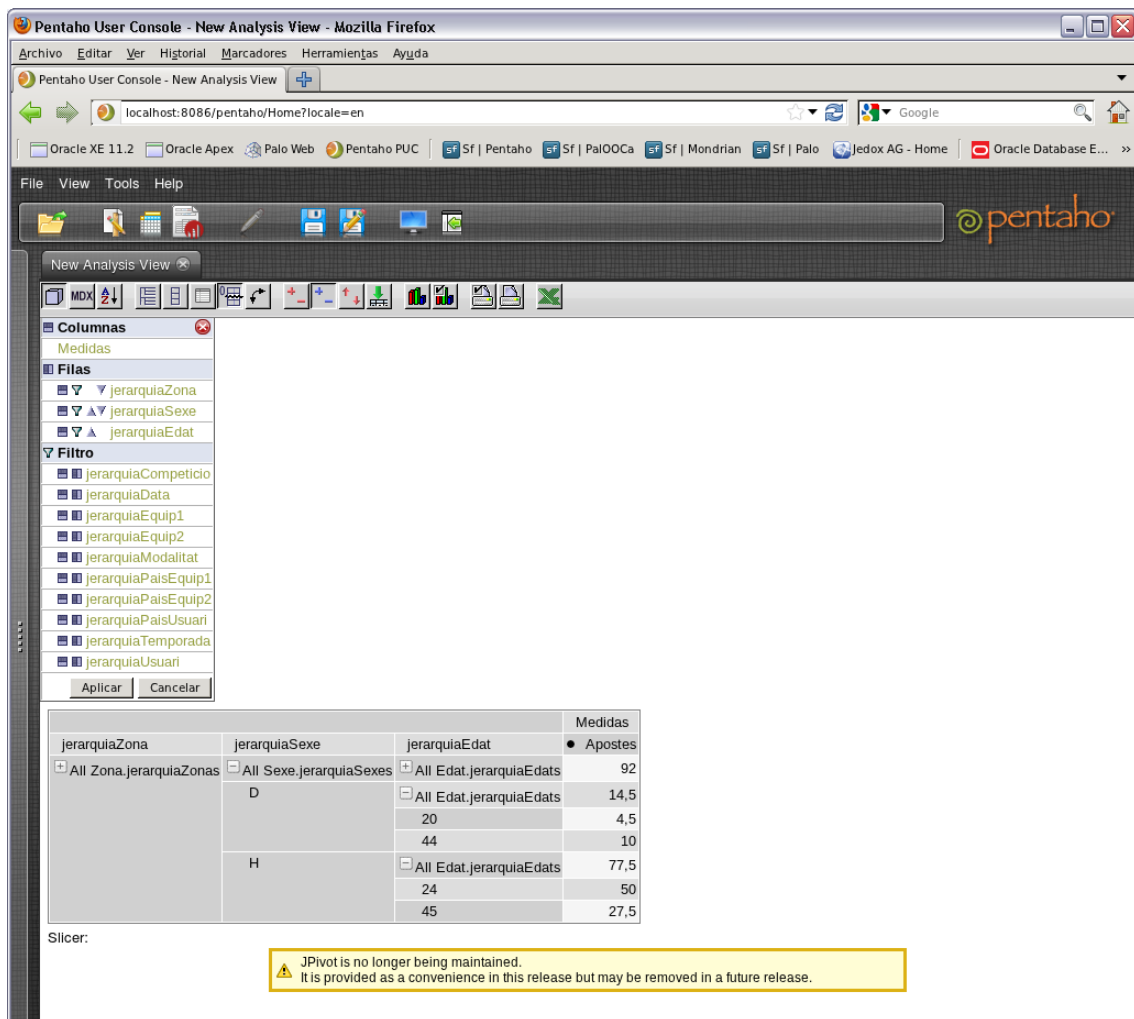 Pentaho User Console - New Analysis View - Mozilla Firefox
Archivo Editar Ver Historial Marcadores Herramientas Ayuda
Pentaho User Console - New Analysis View
localhost:8086/pentaho/Home?locale=en Google
Oracle XE 11.2 Oracle Apex Palo Web Pentaho PUC sf Sf | Pentaho sf Sf | PalOOCa sf Sf | Mondrian sf Sf | Palo Jedox AG - Home Oracle Database E... »
File View Tools Help
pentaho
New Analysis View
MDX
Columnas
Medidas
Filas
jerarquiaZona
jerarquiaSexe
jerarquiaEdat
Filtro
jerarquiaCompeticio
jerarquiaData
jerarquiaEquip1
jerarquiaEquip2
jerarquiaModalitat
jerarquiaPaisEquip1
jerarquiaPaisEquip2
jerarquiaPaisUsuari
jerarquiaTemporada
jerarquiaUsuari
Aplicar Cancelar
Medidas
jerarquiaZona jerarquiaSexe jerarquiaEdat Apostes
All Zona.jerarquiaZonas All Sexe.jerarquiaSexes All Edat.jerarquiaEdats 92
D All Edat.jerarquiaEdats 14,5
20 4,5
44 10
H All Edat.jerarquiaEdats 77,5
24 50
45 27,5
Slicer:
JPivot is no longer being maintained.
It is provided as a convenience in this release but may be removed in a future release.